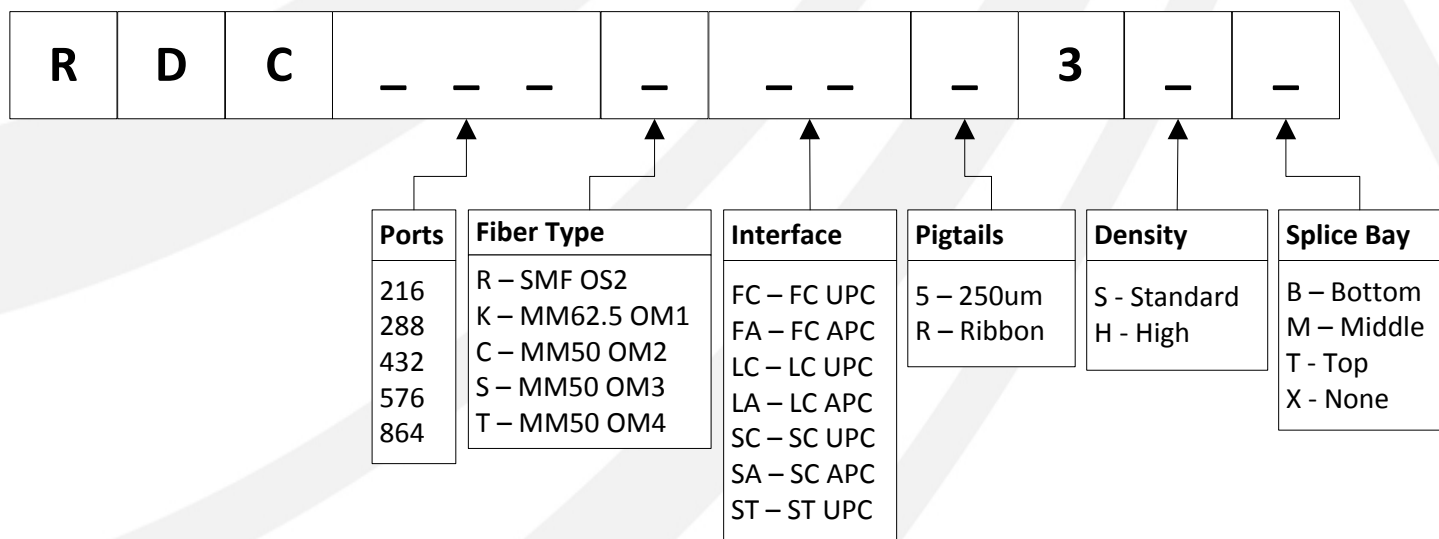 R D C _ _ _ _ _ _ _ 3 _ _
Ports
216
288
432
576
864
Fiber Type
R – SMF OS2
K – MM62.5 OM1
C – MM50 OM2
S – MM50 OM3
T – MM50 OM4
Interface
FC – FC UPC
FA – FC APC
LC – LC UPC
LA – LC APC
SC – SC UPC
SA – SC APC
ST – ST UPC
Pigtails
5 – 250um
R – Ribbon
Density
S - Standard
H - High
Splice Bay
B – Bottom
M – Middle
T - Top
X - None